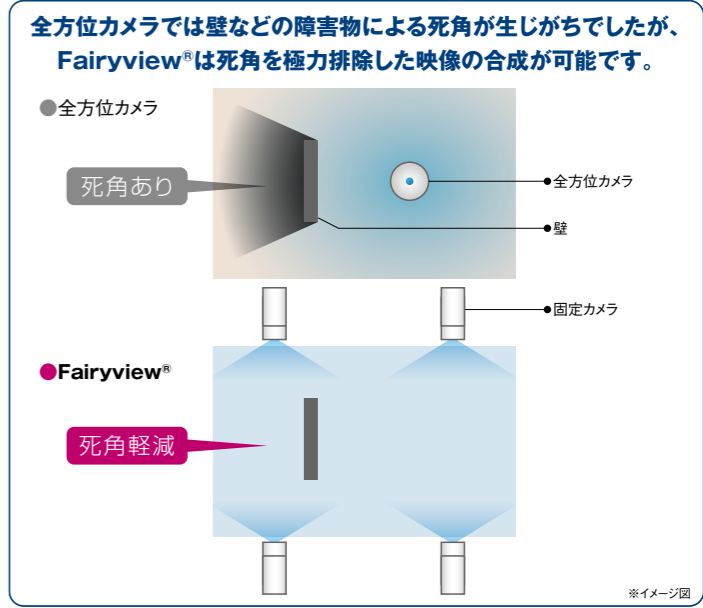 全方位カメラでは壁などの障害物による死角が生じがちでしたが、
Fairyview®は死角を極力排除した映像の合成が可能です。
●全方位カメラ
死角あり
全方位カメラ
壁
固定カメラ
●Fairyview®
死角軽減
※イメージ図